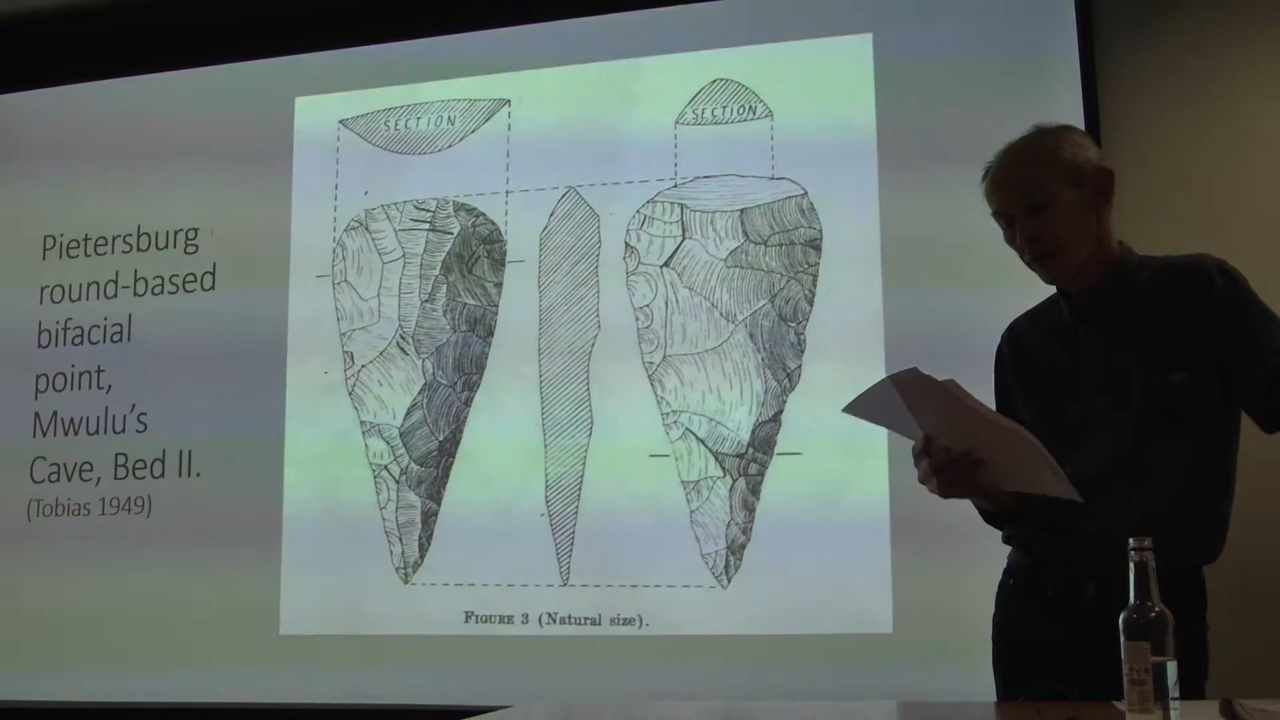 Pietersburg
round-based
bifacial
point,
Mwulu’s
Cave, Bed II.
(Tobias 1949)
SECTION
SECTION
FIGURE 3 (Natural size).